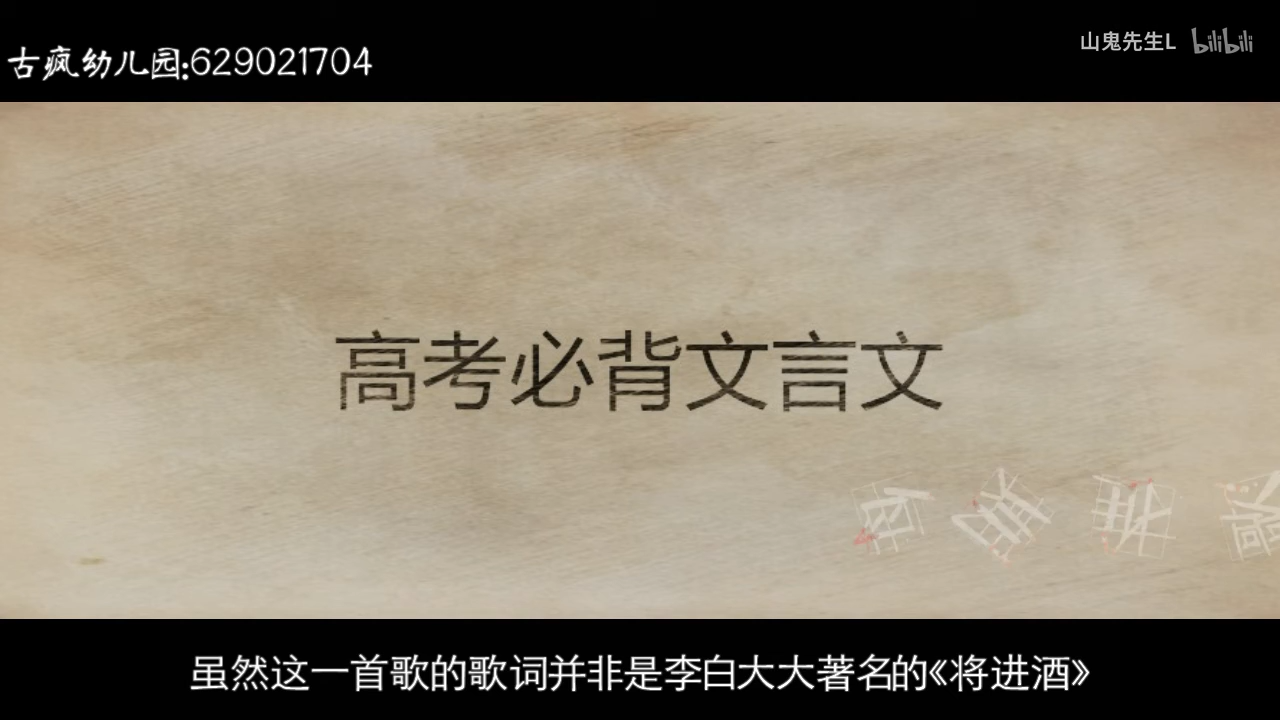 古疯幼儿园:629021704
山鬼先生L bilibili
高考必背文言文
虽然这一首歌的歌词并非是李白大大著名的《将进酒》